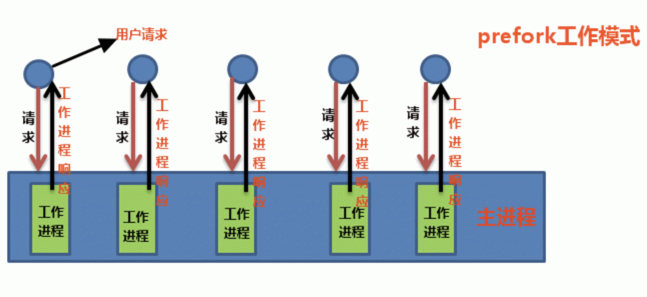 用户请求
prefork工作模式
请求
工作进程响应
请求
工作进程响应
请求
工作进程响应
请求
工作进程响应
请求
工作进程响应
工作
进程
工作
进程
工作
进程
工作
进程
工作
进程
主进程